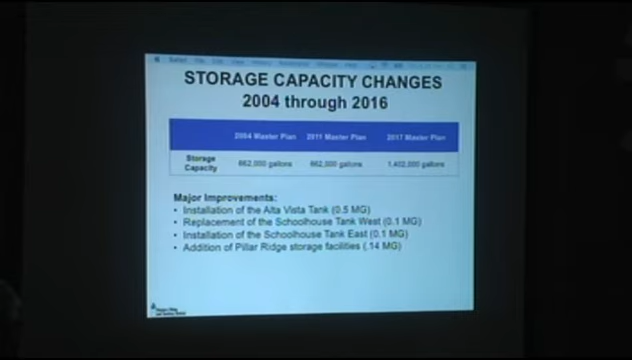 STORAGE CAPACITY CHANGES
2004 through 2016
2004 Master Plan 2011 Master Plan 2017 Master Plan
Storage Capacity 662,000 gallons 662,000 gallons 1,402,000 gallons
Major Improvements:
• Installation of the Alta Vista Tank (0.5 MG)
• Replacement of the Schoolhouse Tank West (0.1 MG)
• Installation of the Schoolhouse Tank East (0.1 MG)
• Addition of Pillar Ridge storage facilities (.14 MG)